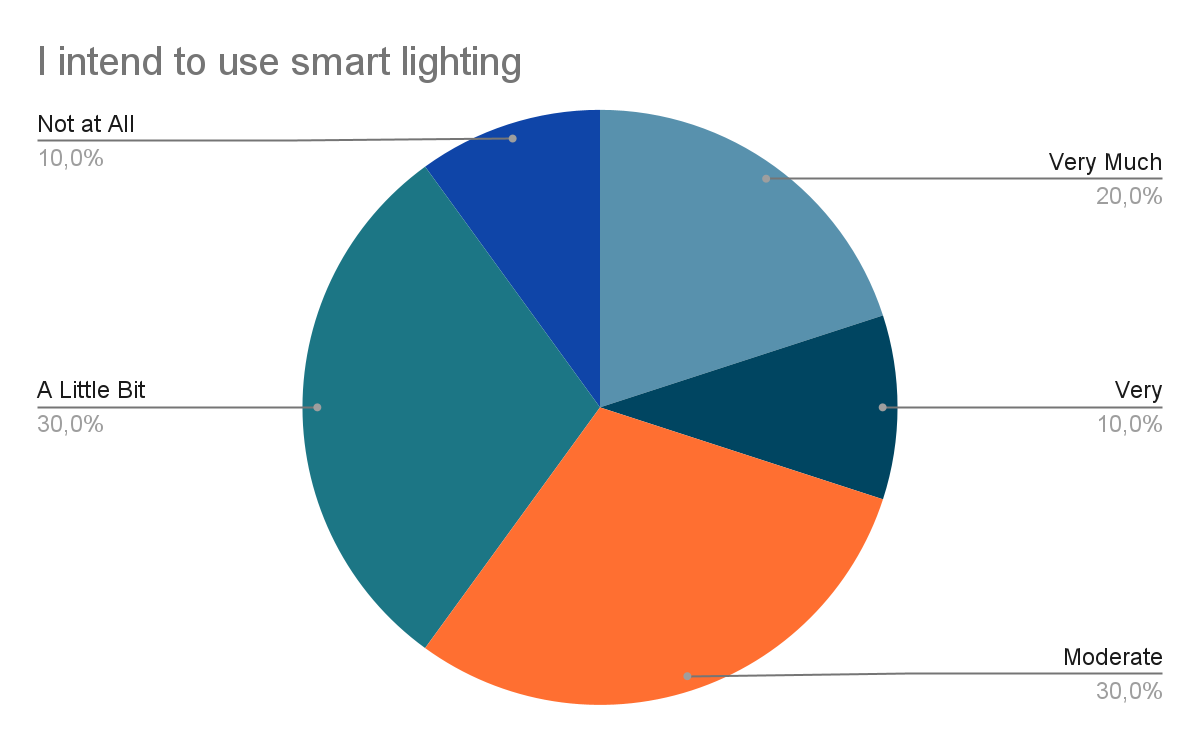 I intend to use smart lighting
Not at All
10,0%
Very Much
20,0%
A Little Bit
30,0%
Very
10,0%
Moderate
30,0%